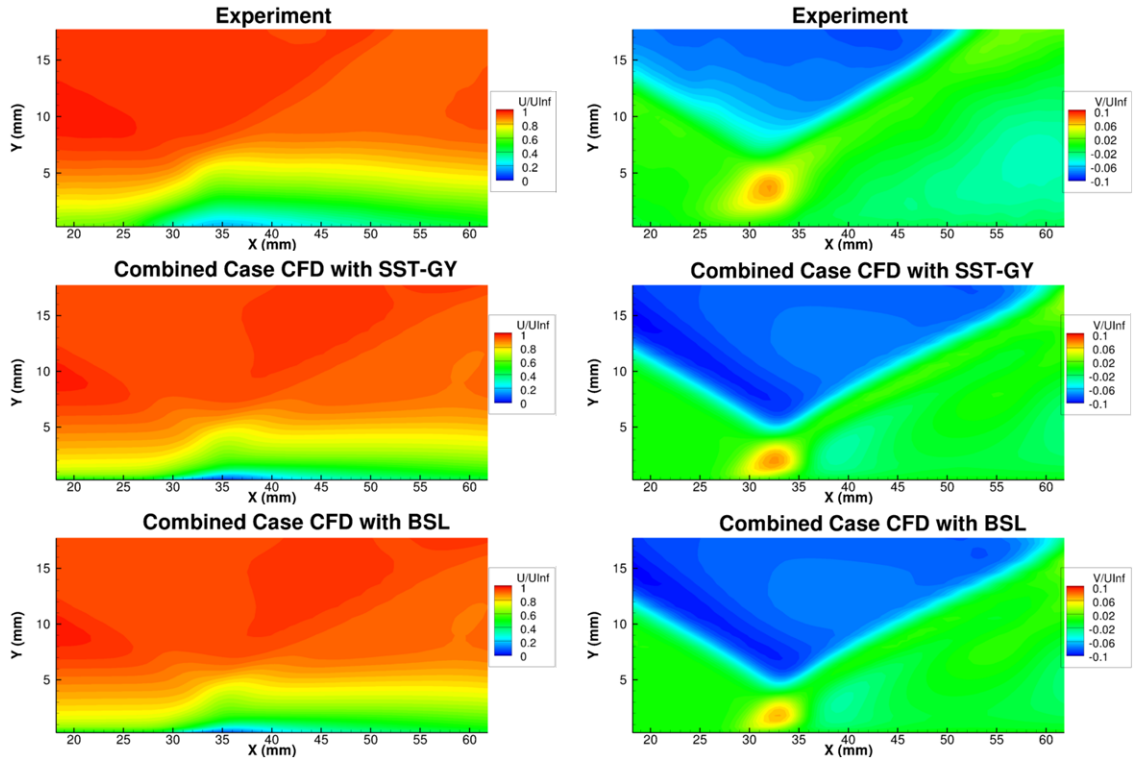 Experiment
Y (mm)
15
10
5
20 25 30 35 40 45 50 55 60
X (mm)
U/UInf
1
0.8
0.6
0.4
0.2
0
Experiment
Y (mm)
15
10
5
20 25 30 35 40 45 50 55 60
X (mm)
V/UInf
0.1
0.06
0.02
-0.02
-0.06
-0.1
Combined Case CFD with SST-GY
Y (mm)
15
10
5
20 25 30 35 40 45 50 55 60
X (mm)
U/UInf
1
0.8
0.6
0.4
0.2
0
Combined Case CFD with SST-GY
Y (mm)
15
10
5
20 25 30 35 40 45 50 55 60
X (mm)
V/UInf
0.1
0.06
0.02
-0.02
-0.06
-0.1
Combined Case CFD with BSL
Y (mm)
15
10
5
20 25 30 35 40 45 50 55 60
X (mm)
U/UInf
1
0.8
0.6
0.4
0.2
0
Combined Case CFD with BSL
Y (mm)
15
10
5
20 25 30 35 40 45 50 55 60
X (mm)
V/UInf
0.1
0.06
0.02
-0.02
-0.06
-0.1